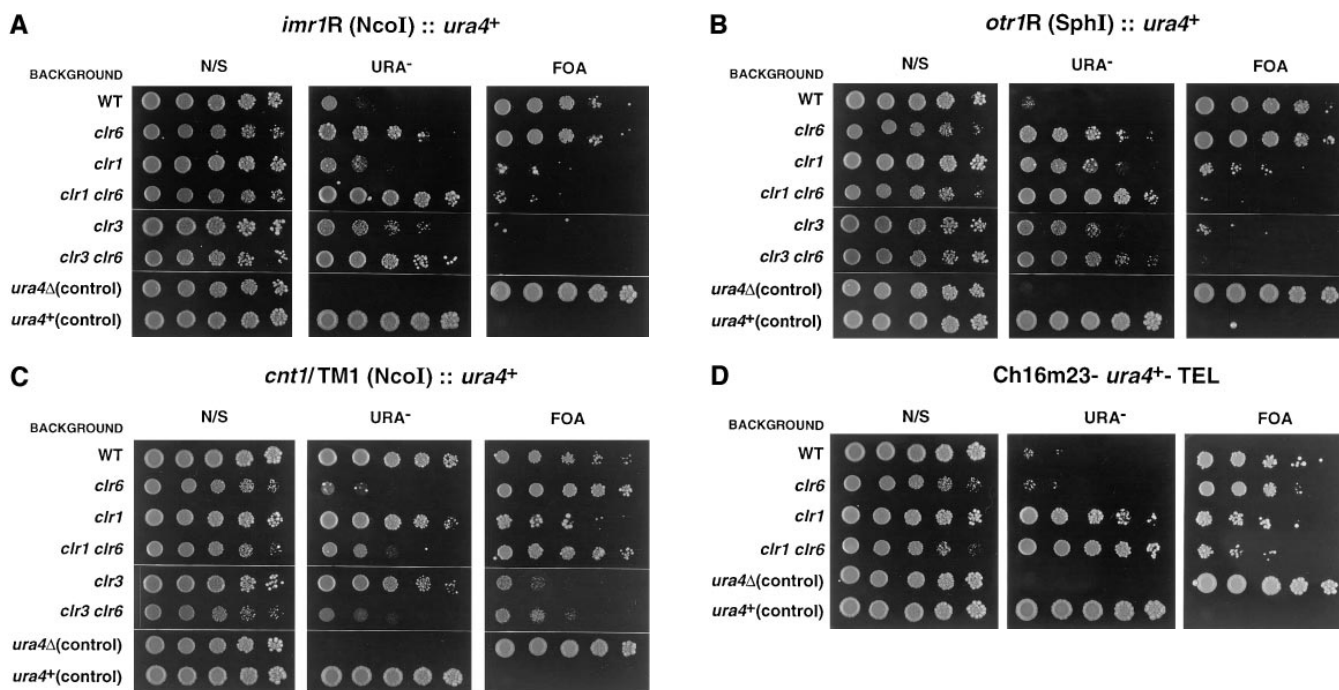 A
imr1R (NcoI) :: ura4+
BACKGROUND
N/S
URA-
FOA
WT
clr6
clr1
clr1 clr6
clr3
clr3 clr6
ura4Δ(control)
ura4+(control)
B
otr1R (SphI) :: ura4+
BACKGROUND
N/S
URA-
FOA
WT
clr6
clr1
clr1 clr6
clr3
clr3 clr6
ura4Δ(control)
ura4+(control)
C
cnt1/TM1 (NcoI) :: ura4+
BACKGROUND
N/S
URA-
FOA
WT
clr6
clr1
clr1 clr6
clr3
clr3 clr6
ura4Δ(control)
ura4+(control)
D
Ch16m23- ura4+- TEL
BACKGROUND
N/S
URA-
FOA
WT
clr6
clr1
clr1 clr6
ura4Δ(control)
ura4+(control)